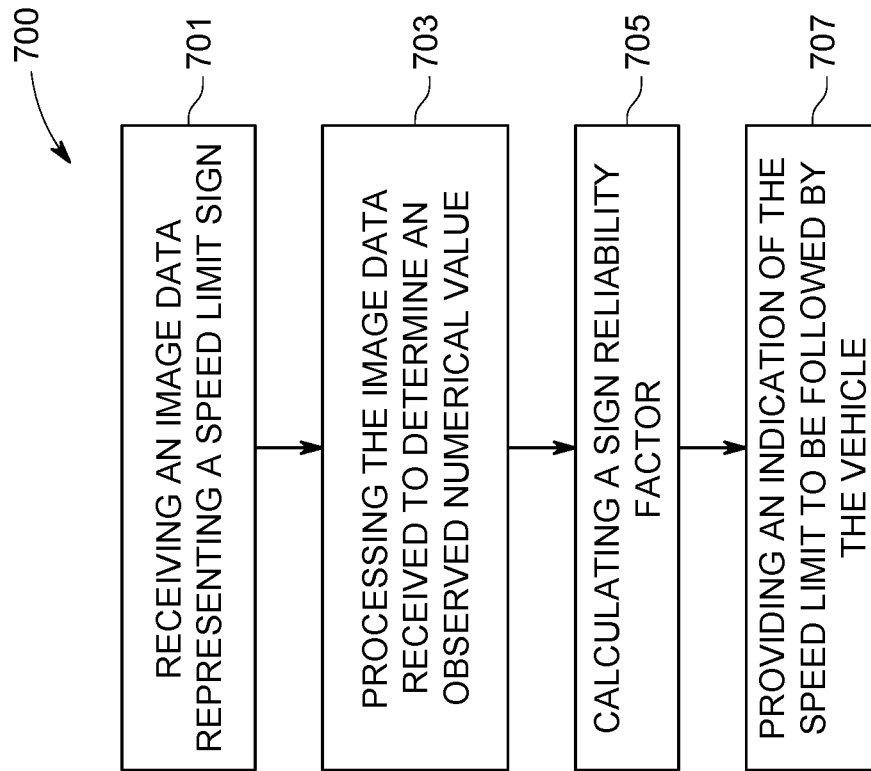 700
RECEIVING AN IMAGE DATA
REPRESENTING A SPEED LIMIT SIGN
701
PROCESSING THE IMAGE DATA
RECEIVED TO DETERMINE AN
OBSERVED NUMERICAL VALUE
703
CALCULATING A SIGN RELIABILITY
FACTOR
705
PROVIDING AN INDICATION OF THE
SPEED LIMIT TO BE FOLLOWED BY
THE VEHICLE
707